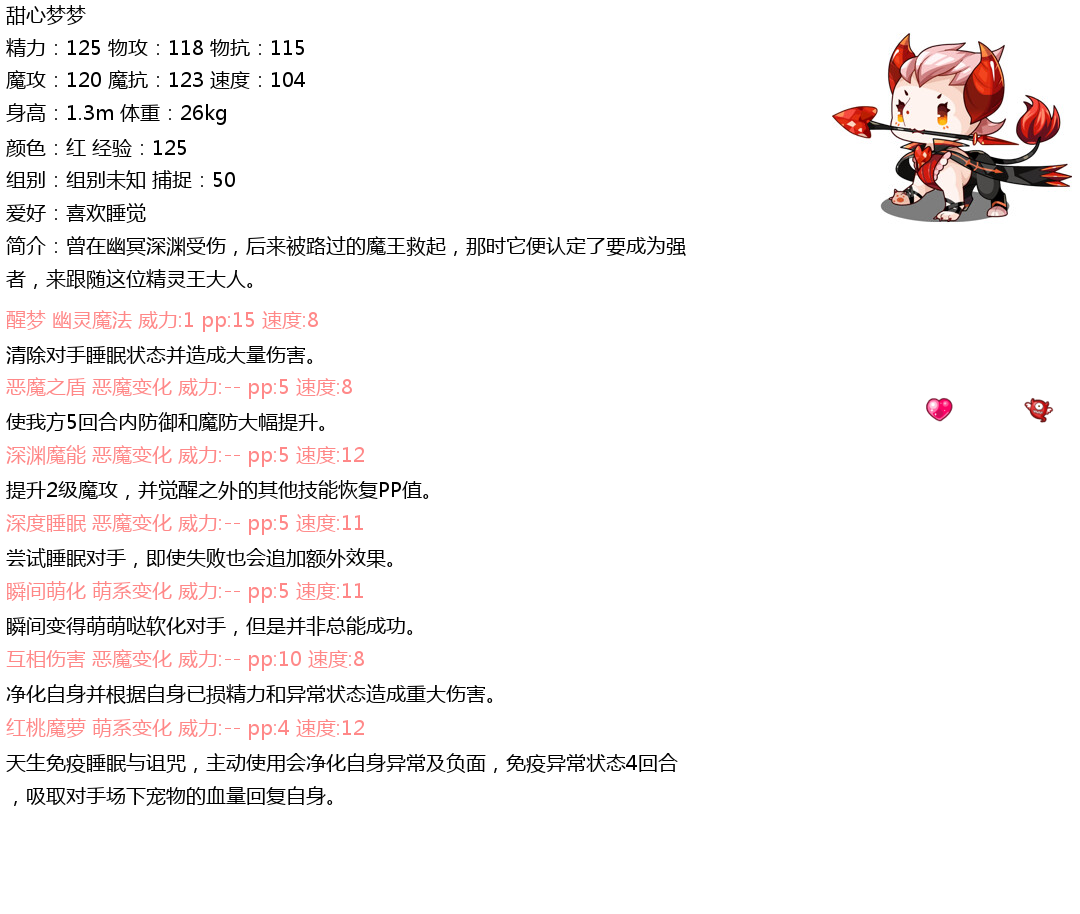 甜心梦梦
精力：125 物攻：118 物抗：115
魔攻：120 魔抗：123 速度：104
身高：1.3m 体重：26kg
颜色：红 经验：125
组别：组别未知 捕捉：50
爱好：喜欢睡觉
简介：曾在幽冥深渊受伤，后来被路过的魔王救起，那时它便认定了要成为强
者，来跟随这位精灵王大人。
醒梦 幽灵魔法 威力:1 pp:15 速度:8
清除对手睡眠状态并造成大量伤害。
恶魔之盾 恶魔变化 威力:-- pp:5 速度:8
使我方5回合内防御和魔防大幅提升。
深渊魔能 恶魔变化 威力:-- pp:5 速度:12
提升2级魔攻，并觉醒之外的其他技能恢复PP值。
深度睡眠 恶魔变化 威力:-- pp:5 速度:11
尝试睡眠对手，即使失败也会追加额外效果。
瞬间萌化 萌系变化 威力:-- pp:5 速度:11
瞬间变得萌萌哒软化对手，但是并非总能成功。
互相伤害 恶魔变化 威力:-- pp:10 速度:8
净化自身并根据自身已损精力和异常状态造成重大伤害。
红桃魔萝 萌系变化 威力:-- pp:4 速度:12
天生免疫睡眠与诅咒，主动使用会净化自身异常及负面，免疫异常状态4回合
，吸取对手场下宠物的血量回复自身。